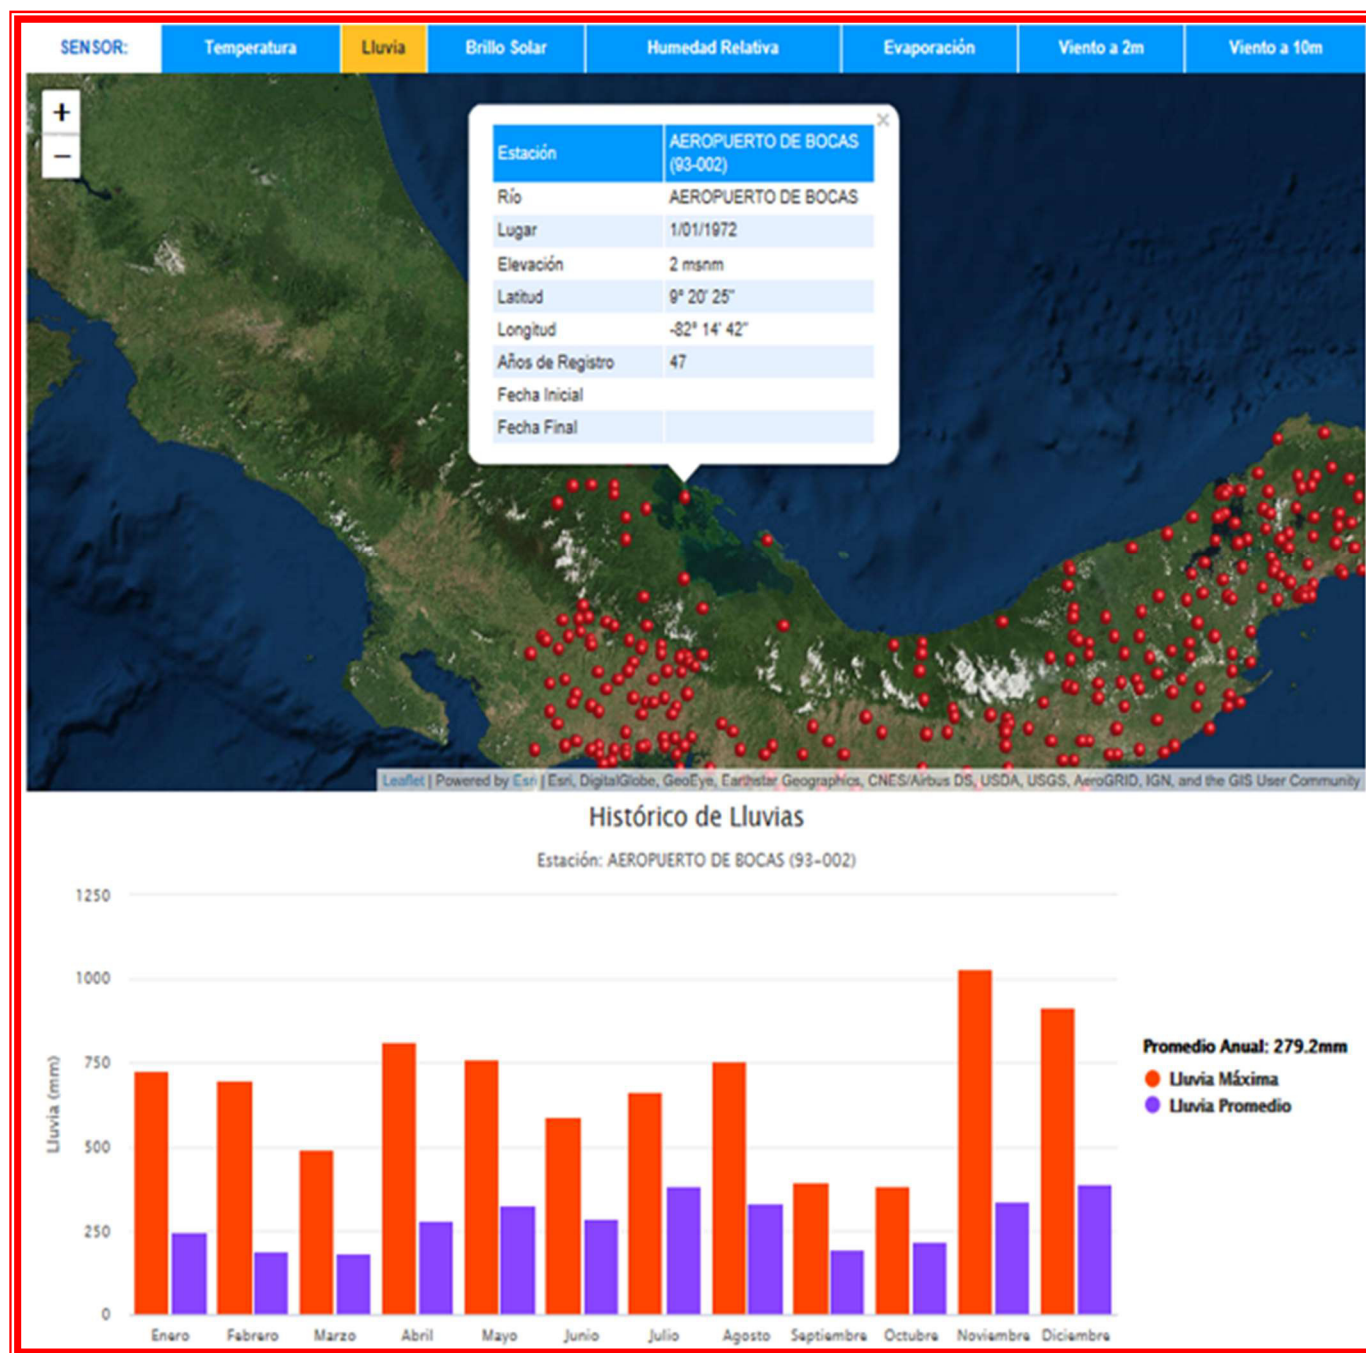 SENSOR: Temperatura Lluvia Brillo Solar Humedad Relativa Evaporación Viento a 2m Viento a 10m
+
−
×
Estación AEROPUERTO DE BOCAS (93-002)
Río AEROPUERTO DE BOCAS
Lugar 1/01/1972
Elevación 2 msnm
Latitud 9° 20' 25"
Longitud -82° 14' 42"
Años de Registro 47
Fecha Inicial
Fecha Final
Leaflet | Powered by Esri | Esri, DigitalGlobe, GeoEye, Earthstar Geographics, CNES/Airbus DS, USDA, USGS, AeroGRID, IGN, and the GIS User Community
Histórico de Lluvias
Estación: AEROPUERTO DE BOCAS (93-002)
1250
1000
750
500
250
0
Lluvia (mm)
Promedio Anual: 279.2mm
Lluvia Máxima
Lluvia Promedio
Enero Febrero Marzo Abril Mayo Junio Julio Agosto Septiembre Octubre Noviembre Diciembre